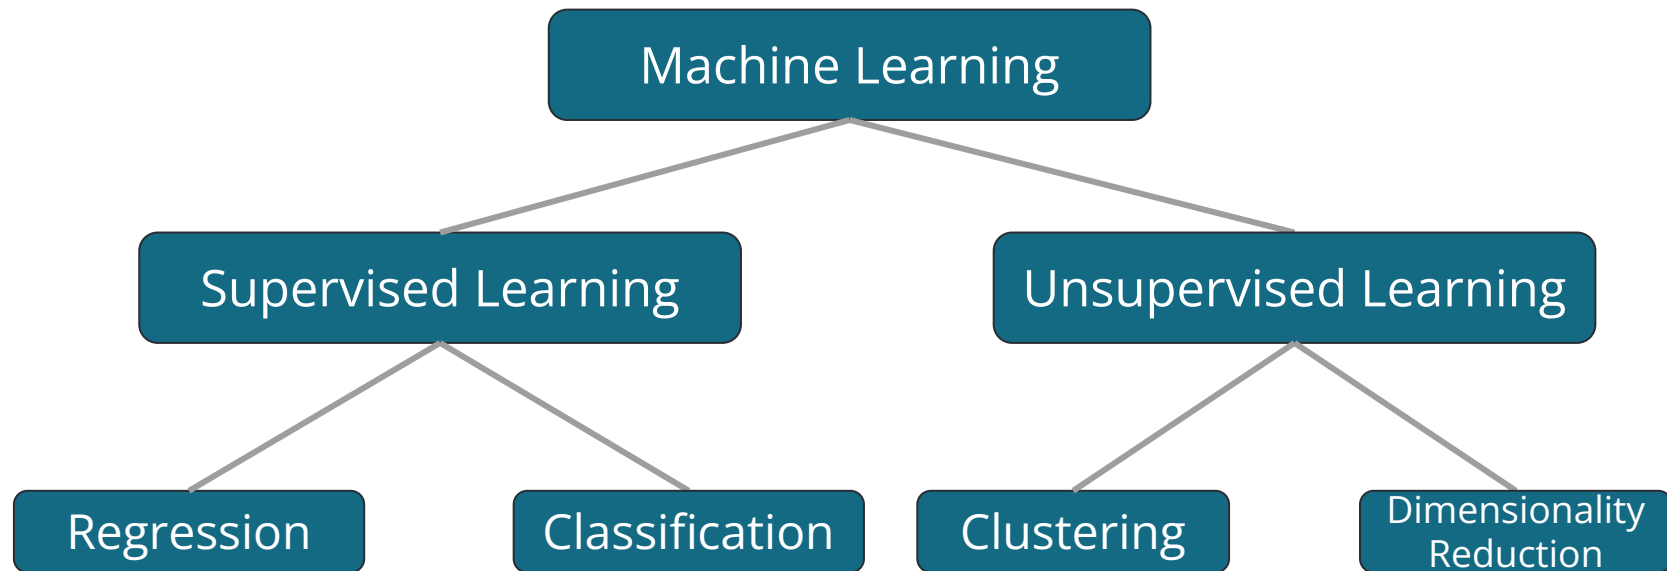 Machine Learning
Supervised Learning
Unsupervised Learning
Regression
Classification
Clustering
Dimensionality
Reduction